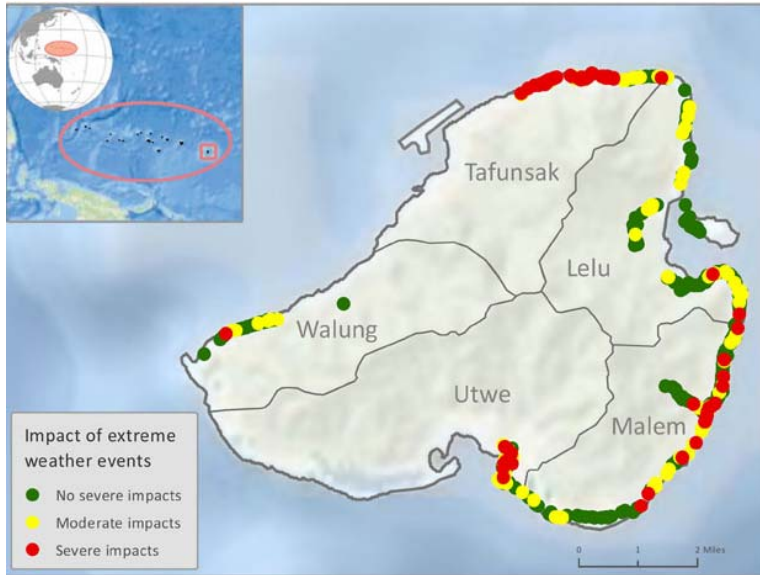 Tafunsak
Lelu
Walung
Utwe
Malem
Impact of extreme
weather events
No severe impacts
Moderate impacts
Severe impacts
0 1 2 Miles